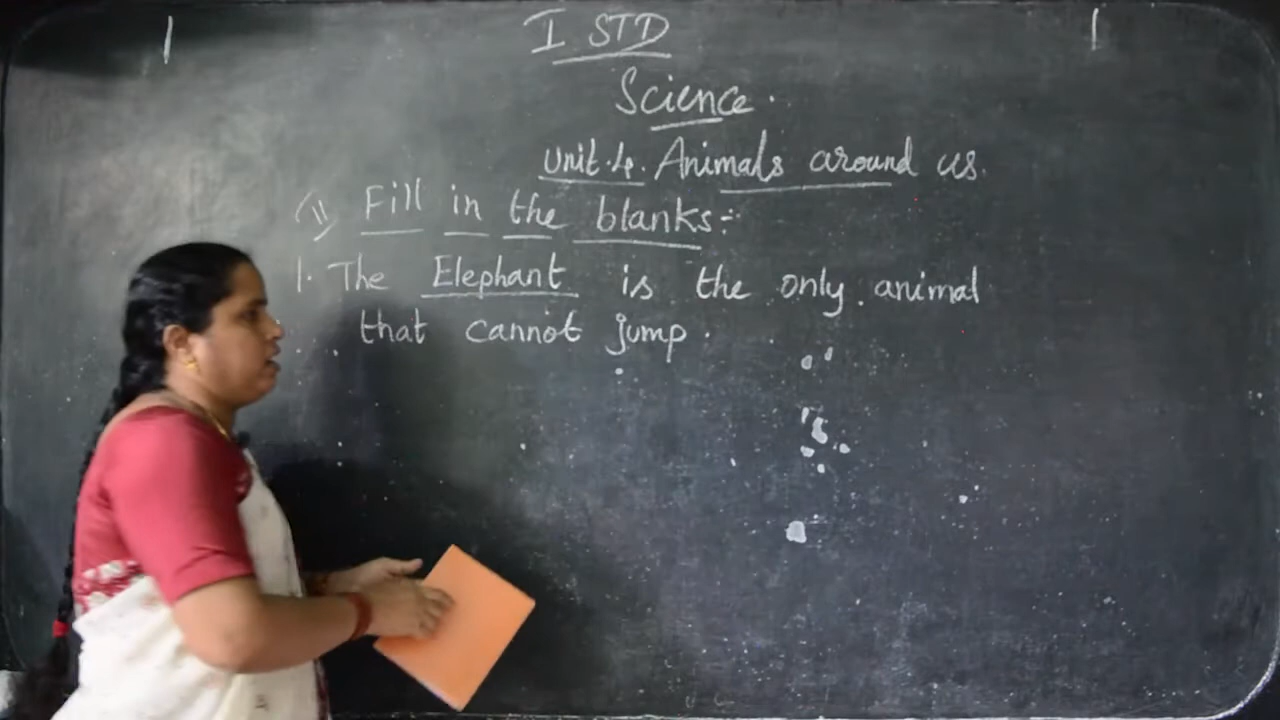 I STD
Science.
Unit.4. Animals around us.
(I) Fill in the blanks:-
1. The Elephant is the only animal
that cannot jump.